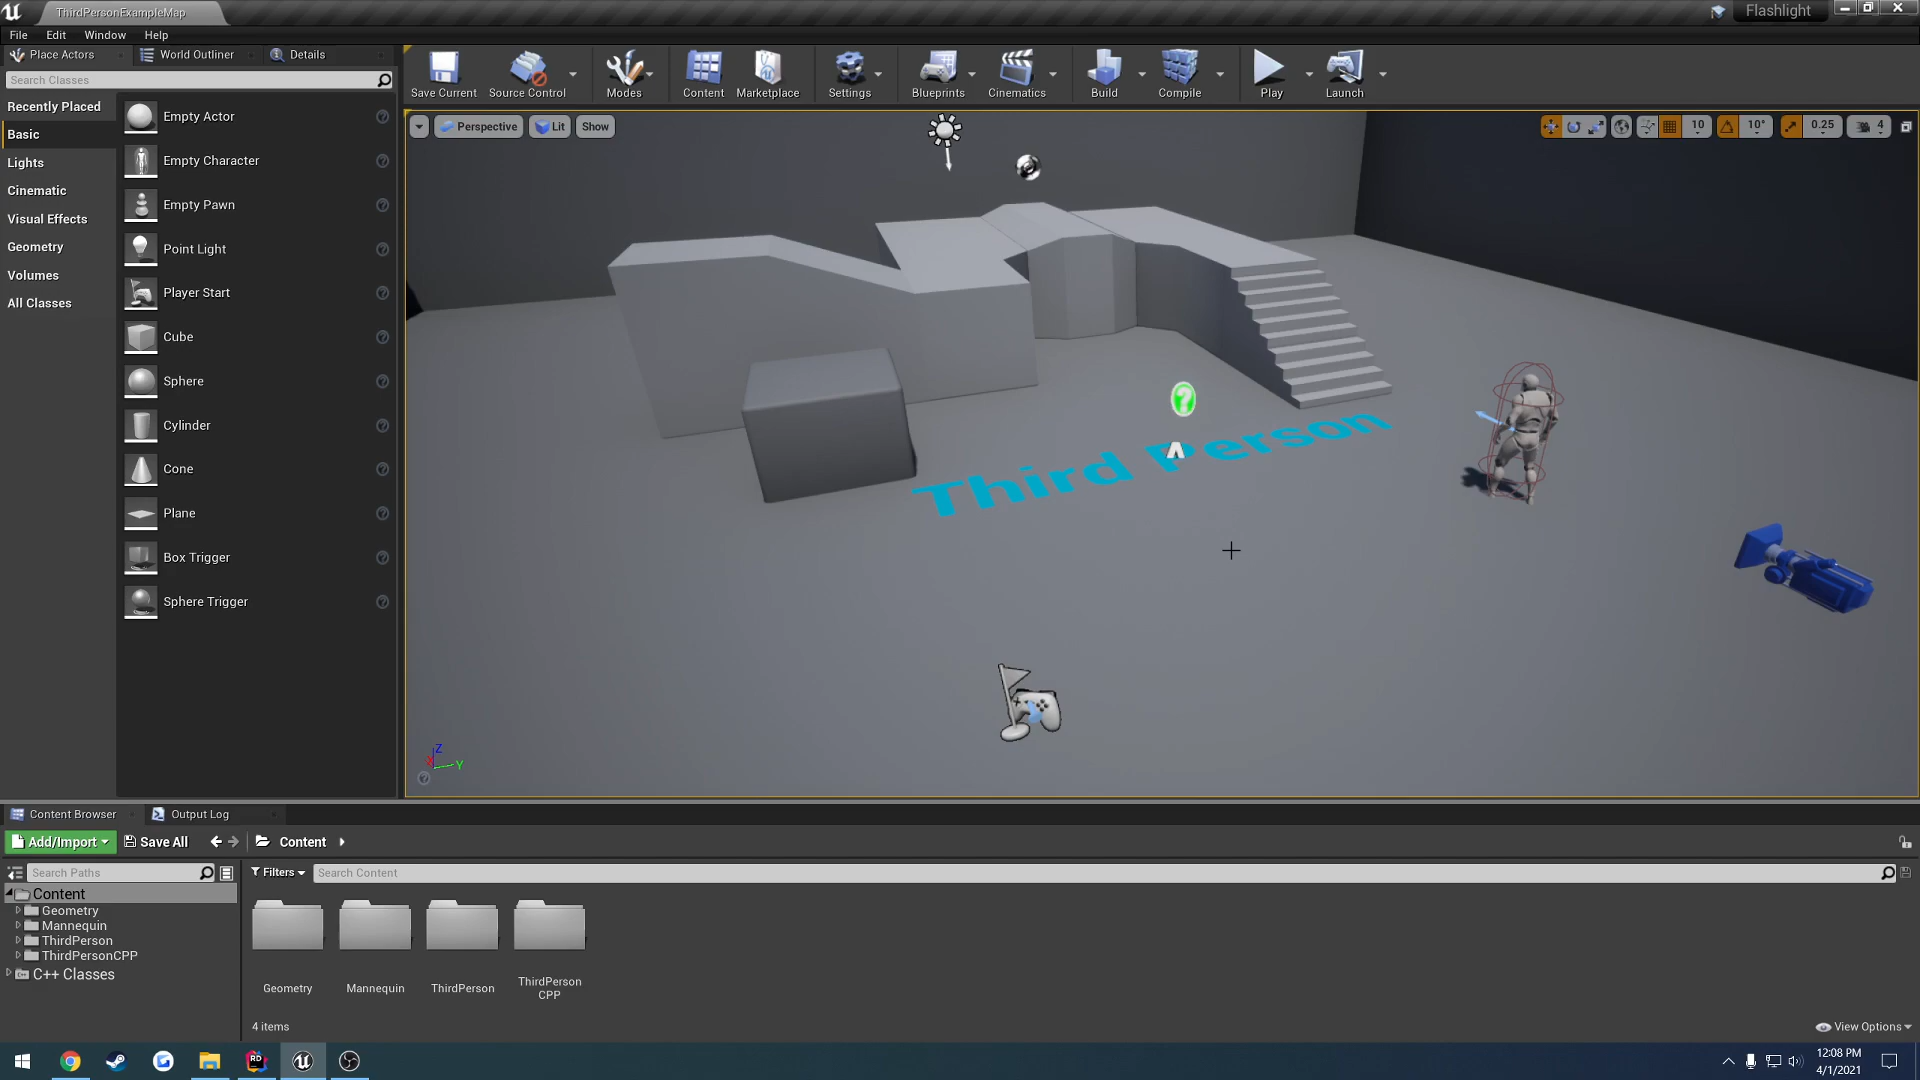 ThirdPersonExampleMap
Flashlight
File Edit Window Help
Place Actors World Outliner Details
Search Classes
Recently Placed
Basic
Lights
Cinematic
Visual Effects
Geometry
Volumes
All Classes
Empty Actor
Empty Character
Empty Pawn
Point Light
Player Start
Cube
Sphere
Cylinder
Cone
Plane
Box Trigger
Sphere Trigger
Save Current Source Control Modes Content Marketplace Settings Blueprints Cinematics Build Compile Play Launch
Perspective Lit Show
10 10° 0.25 4
Third Person
Z
X Y
Content Browser Output Log
Add/Import Save All Content
Search Paths
Filters Search Content
Content
Geometry
Mannequin
ThirdPerson
ThirdPersonCPP
C++ Classes
Geometry Mannequin ThirdPerson ThirdPerson
CPP
4 items
View Options
RD
12:08 PM
4/1/2021